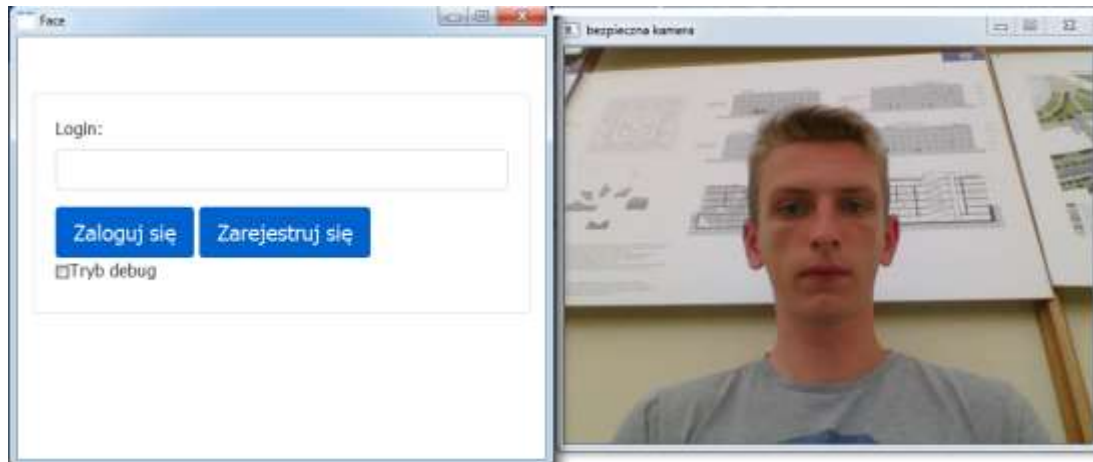 Face
Login:
Zaloguj się
Zarejestruj się
Tryb debug
bezpieczna kamera